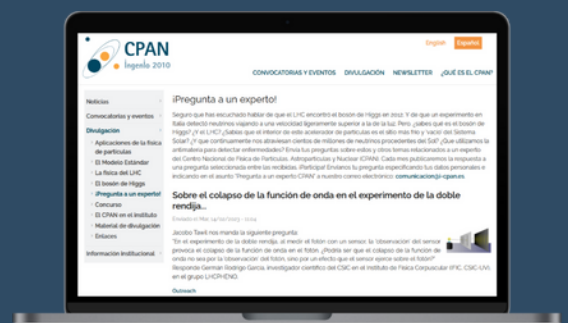 CPAN
Ingenio 2010
English Español
CONVOCATORIAS Y EVENTOS DIVULGACIÓN NEWSLETTER ¿QUÉ ES EL CPAN?
Noticias
Convocatorias y eventos
Divulgación
Aplicaciones de la física
de partículas
El Modelo Estándar
La física del LHC
El bosón de Higgs
¡Pregunta a un experto!
Concurso
El CPAN en el instituto
Material de divulgación
Enlaces
Información institucional
¡Pregunta a un experto!
Seguro que has escuchado hablar de que el LHC encontró el bosón de Higgs en 2012. Y de que un experimento en
Italia detectó neutrinos viajando a una velocidad ligeramente superior a la de la luz. Pero, ¿sabes qué es el bosón de
Higgs? ¿Y el LHC? ¿Sabías que el interior de este acelerador de partículas es el sitio más frío y 'vacío' del Sistema
Solar? ¿Y que continuamente nos atraviesan cientos de millones de neutrinos procedentes del Sol? ¿Que utilizamos la
antimateria para detectar enfermedades? Envía tus preguntas sobre estos y otros temas relacionados a un experto
del Centro Nacional de Física de Partículas, Astropartículas y Nuclear (CPAN). Cada mes publicaremos la respuesta a
una pregunta seleccionada entre las recibidas. ¡Participa! Envíanos tu pregunta especificando tus datos personales e
indicando en el asunto "Pregunta a un experto CPAN" a nuestro correo electrónico: comunicacion@i-cpan.es.
Sobre el colapso de la función de onda en el experimento de la doble
rendija...
Enviado el Mar, 14/02/2023 - 11:04
Jacobo Tawil nos manda la siguiente pregunta:
"En el experimento de la doble rendija, al medir el fotón con un sensor, la 'observación' del sensor
provoca el colapso de la función de onda en el fotón. ¿Podría ser que el colapso de la función de
onda no sea por la 'observación' del fotón, sino por un efecto que el sensor ejerce sobre el fotón?"
Responde Germán Rodrigo García, investigador científico del CSIC en el Instituto de Física Corpuscular (IFIC, CSIC-UV),
en el grupo LHCPHENO.
Outreach